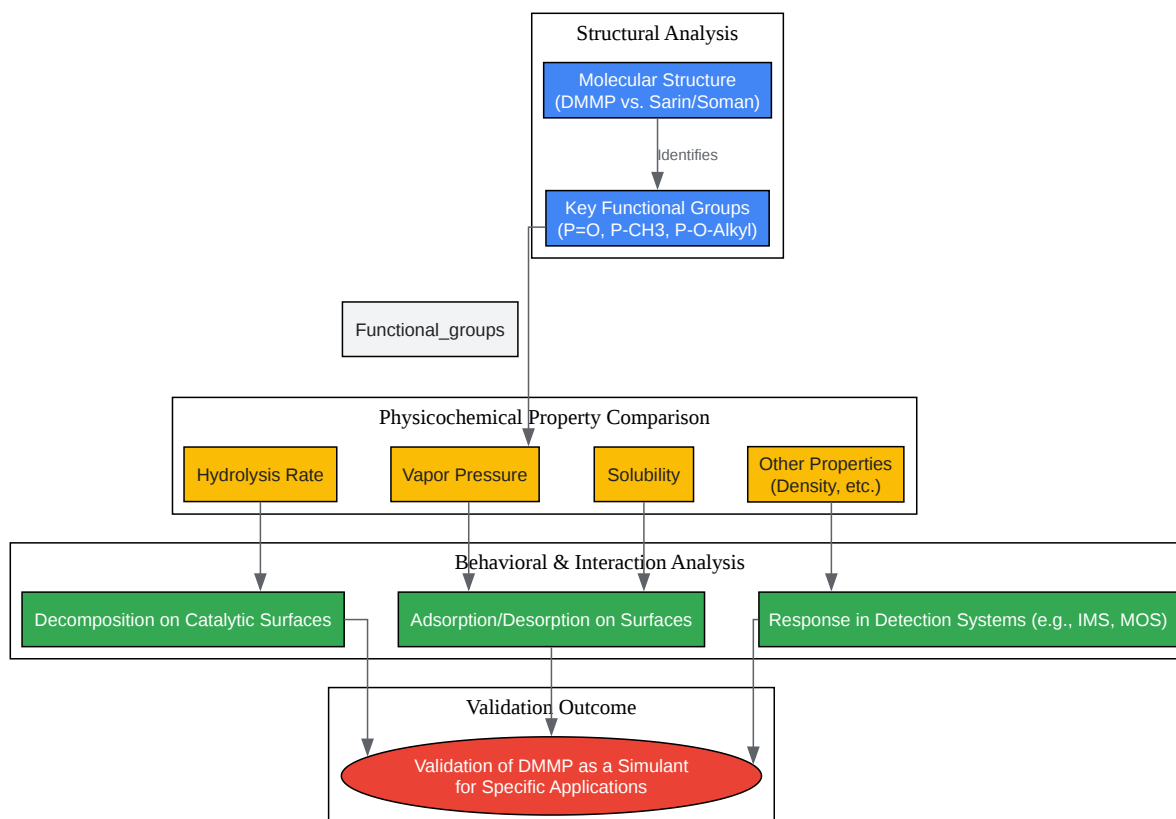 Structural Analysis
Molecular Structure
(DMMP vs. Sarin/Soman)
Identifies
Key Functional Groups
(P=O, P-CH3, P-O-Alkyl)
Functional_groups
Physicochemical Property Comparison
Hydrolysis Rate
Vapor Pressure
Solubility
Other Properties
(Density, etc.)
Behavioral & Interaction Analysis
Decomposition on Catalytic Surfaces
Adsorption/Desorption on Surfaces
Response in Detection Systems (e.g., IMS, MOS)
Validation Outcome
Validation of DMMP as a Simulant
for Specific Applications